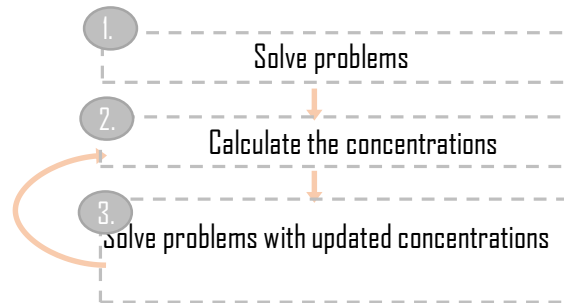 1.
Solve problems
2.
Calculate the concentrations
3.
Solve problems with updated concentrations